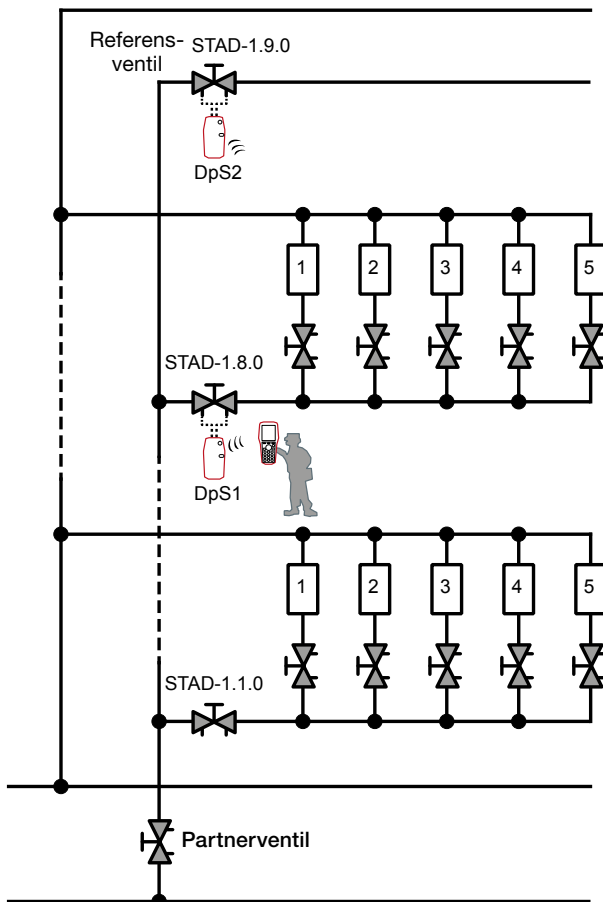 Referens-
ventil
STAD-1.9.0
DpS2
1 2 3 4 5
STAD-1.8.0
DpS1
1 2 3 4 5
STAD-1.1.0
Partnerventil